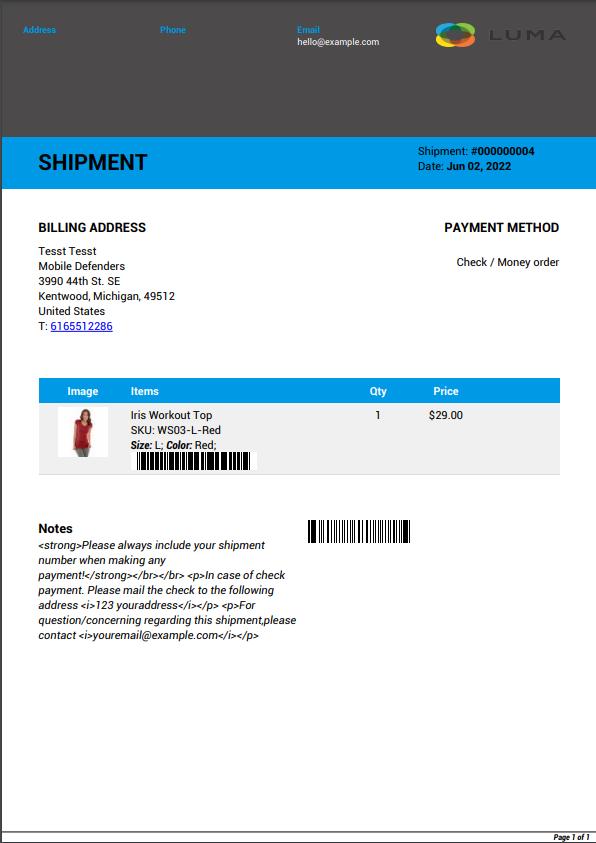 Address
Phone
Email
hello@example.com
LUMA
SHIPMENT
Shipment: #000000004
Date: Jun 02, 2022
BILLING ADDRESS
PAYMENT METHOD
Tesst Tesst
Mobile Defenders
3990 44th St. SE
Kentwood, Michigan, 49512
United States
T: 6165512286
Check / Money order
Image Items Qty Price
Iris Workout Top 1 $29.00
SKU: WS03-L-Red
Size: L; Color: Red;
Notes
<strong>Please always include your shipment
number when making any
payment!</strong></br></br> <p>In case of check
payment. Please mail the check to the following
address <i>123 youraddress</i></p> <p>For
question/concerning regarding this shipment,please
contact <i>youremail@example.com</i></p>
Page 1 of 1